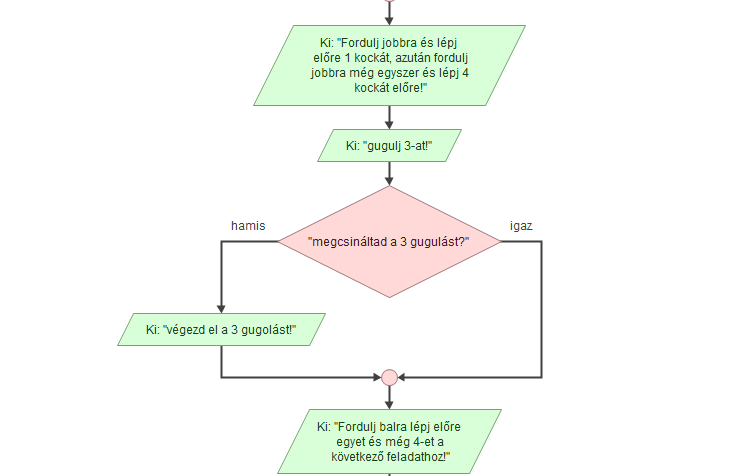 Ki: "Fordulj jobbra és lépj
előre 1 kockát, azután fordulj
jobbra még egyszer és lépj 4
kockát előre!"
Ki: "gugulj 3-at!"
hamis
igaz
"megcsináltad a 3 gugulást?"
Ki: "végezd el a 3 gugolást!"
Ki: "Fordulj balra lépj előre
egyet és még 4-et a
következő feladathoz!"